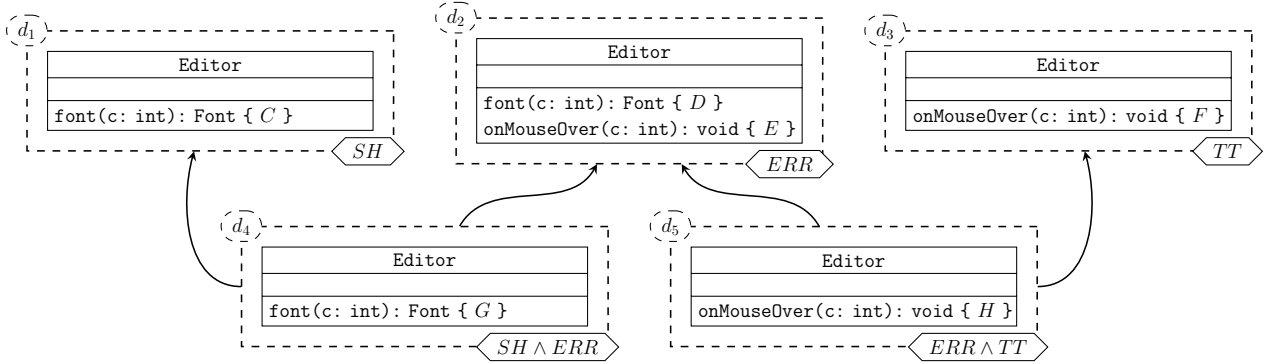 d₁
Editor
font(c: int): Font { C }
SH
d₂
Editor
font(c: int): Font { D }
onMouseOver(c: int): void { E }
ERR
d₃
Editor
onMouseOver(c: int): void { F }
TT
d₄
Editor
font(c: int): Font { G }
SH ∧ ERR
d₅
Editor
onMouseOver(c: int): void { H }
ERR ∧ TT